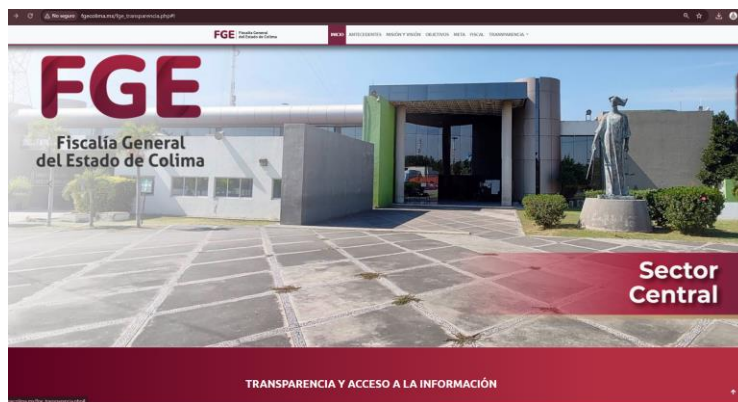 No seguro fgecolima.mx/fge_transparencia.php#!
FGE Fiscalía General
del Estado de Colima
INICIO ANTECEDENTES MISIÓN Y VISIÓN OBJETIVOS META FISCAL TRANSPARENCIA
FGE
Fiscalía General
del Estado de Colima
Sector
Central
TRANSPARENCIA Y ACCESO A LA INFORMACIÓN